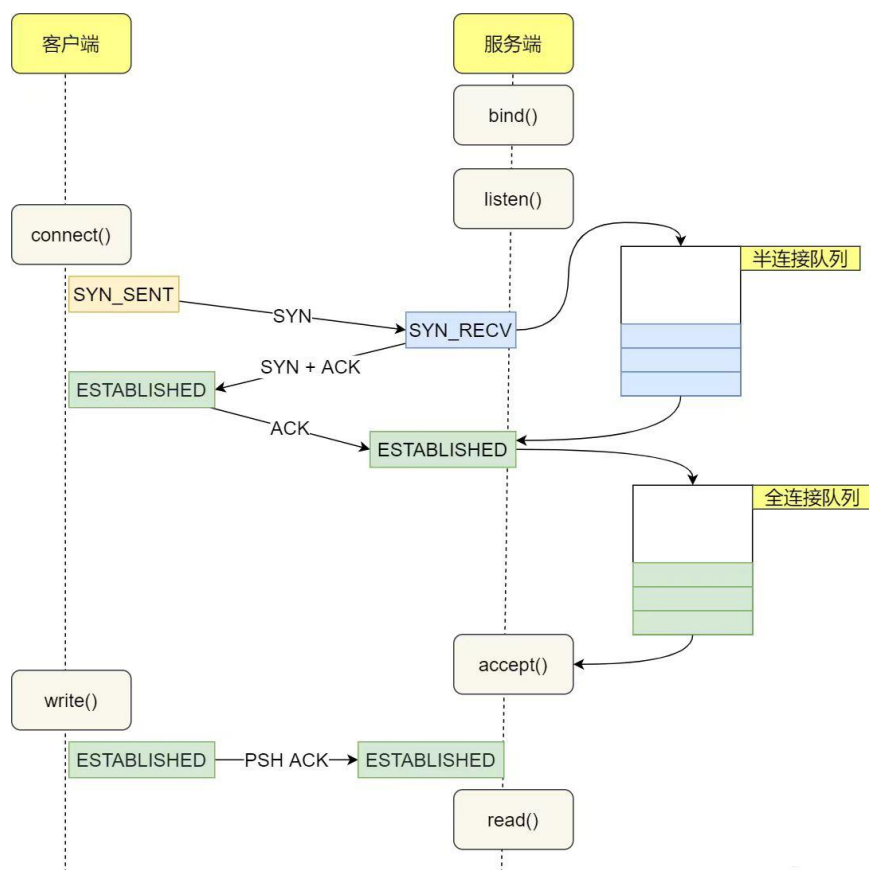 客户端
服务端
bind()
listen()
connect()
半连接队列
SYN_SENT
SYN
SYN_RECV
SYN + ACK
ESTABLISHED
ACK
ESTABLISHED
全连接队列
accept()
write()
ESTABLISHED
PSH ACK
ESTABLISHED
read()